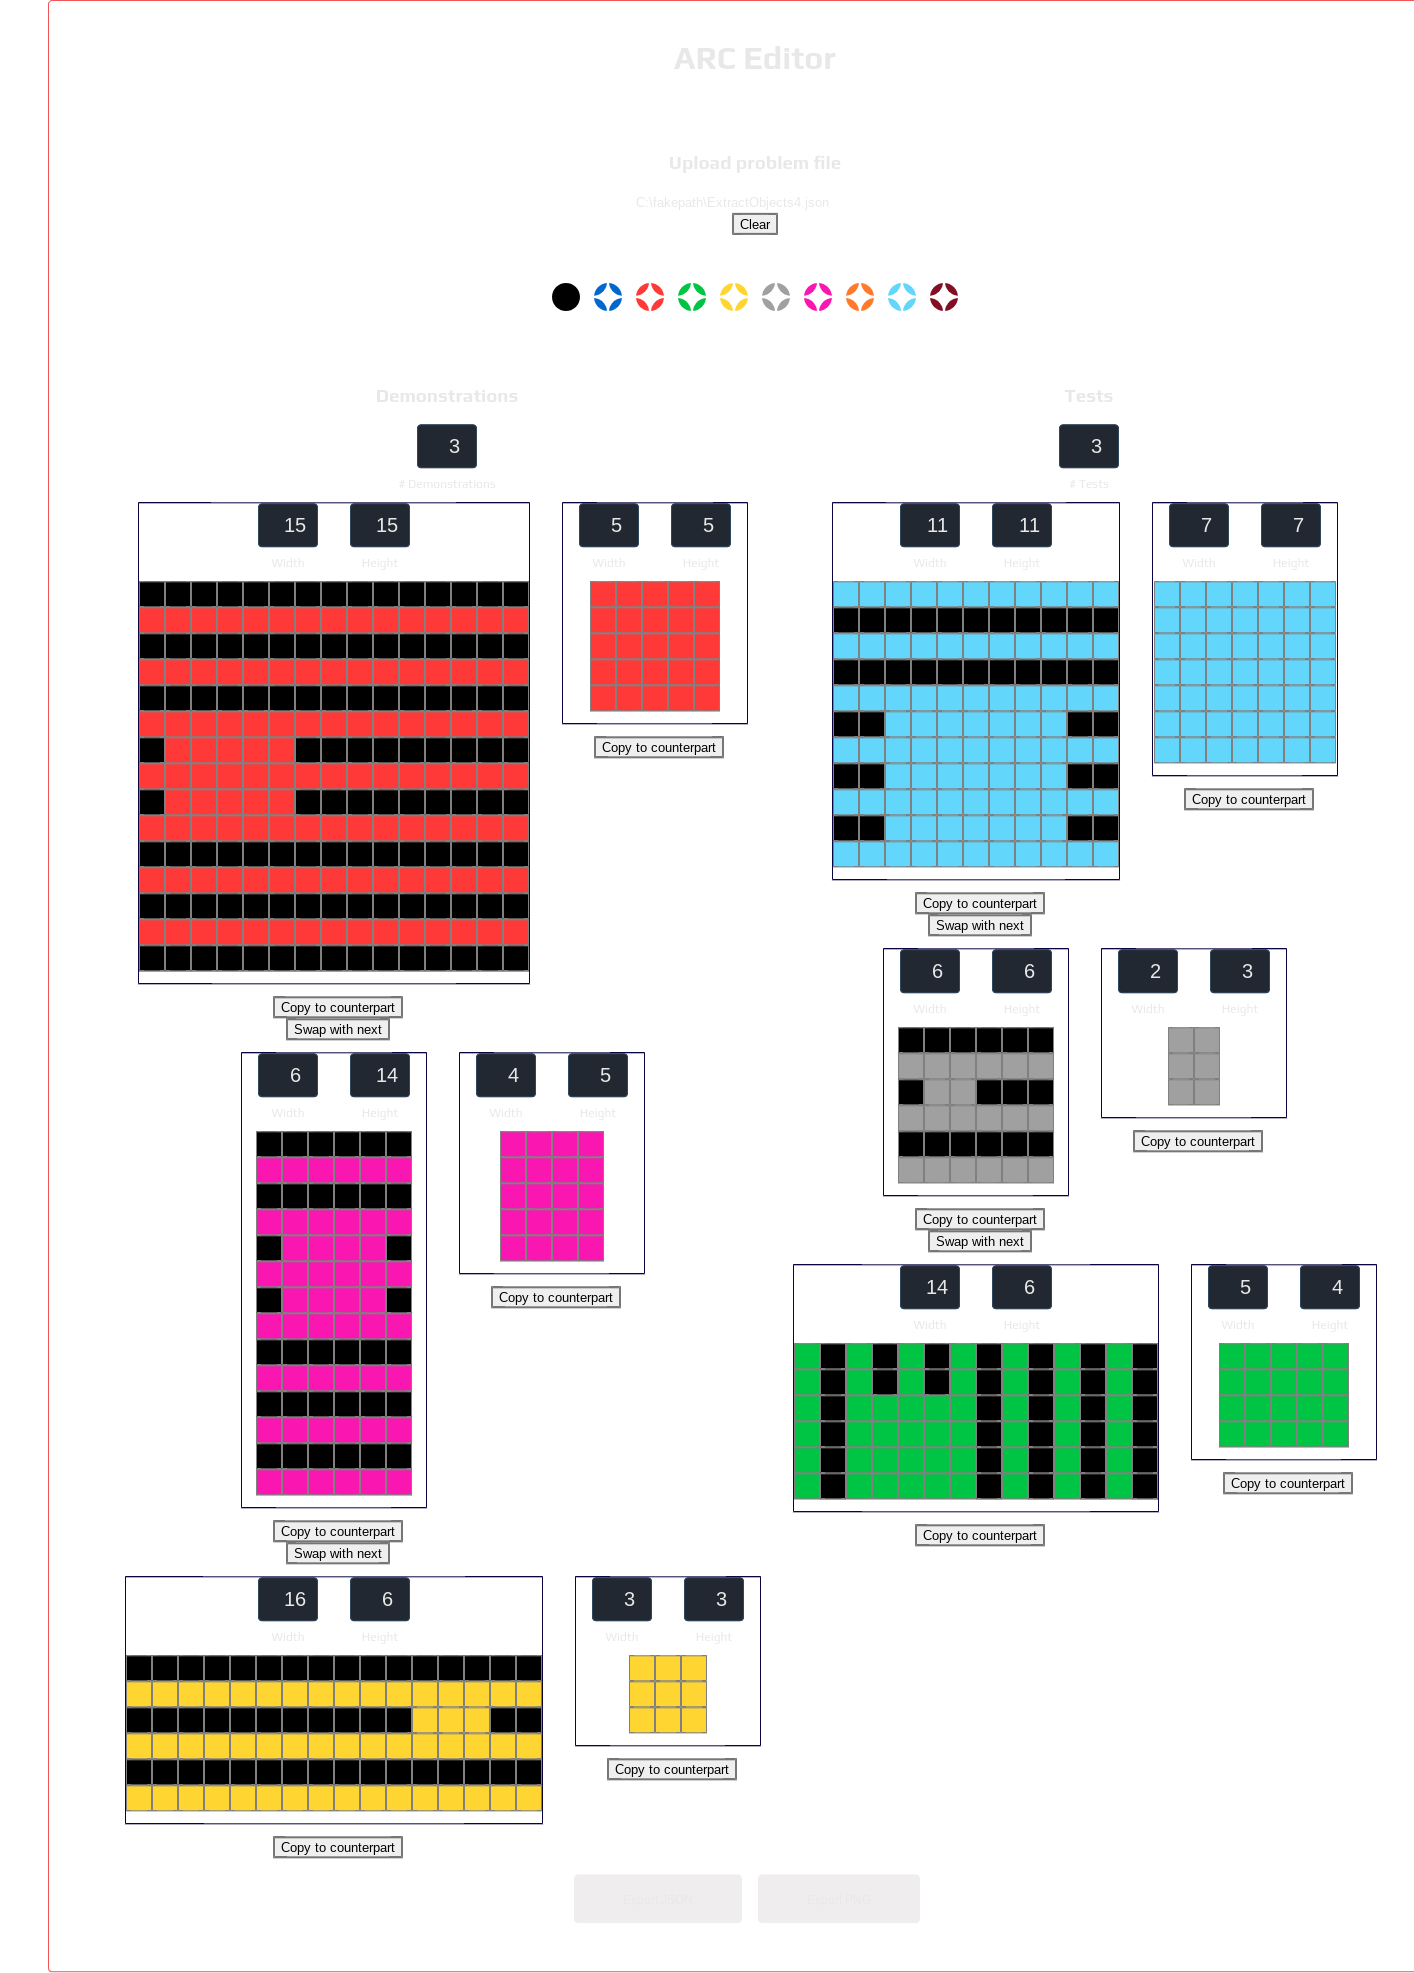 ARC Editor
Upload problem file
C:\fakepath\ExtractObjects4.json
Clear
Demonstrations
3
# Demonstrations
15 15
Width Height
5 5
Width Height
Copy to counterpart
Copy to counterpart
Swap with next
6 14
Width Height
4 5
Width Height
Copy to counterpart
Copy to counterpart
Swap with next
16 6
Width Height
3 3
Width Height
Copy to counterpart
Copy to counterpart
Tests
3
# Tests
11 11
Width Height
7 7
Width Height
Copy to counterpart
Copy to counterpart
Swap with next
6 6
Width Height
2 3
Width Height
Copy to counterpart
Copy to counterpart
Swap with next
14 6
Width Height
5 4
Width Height
Copy to counterpart
Copy to counterpart
Export JSON
Export PNG